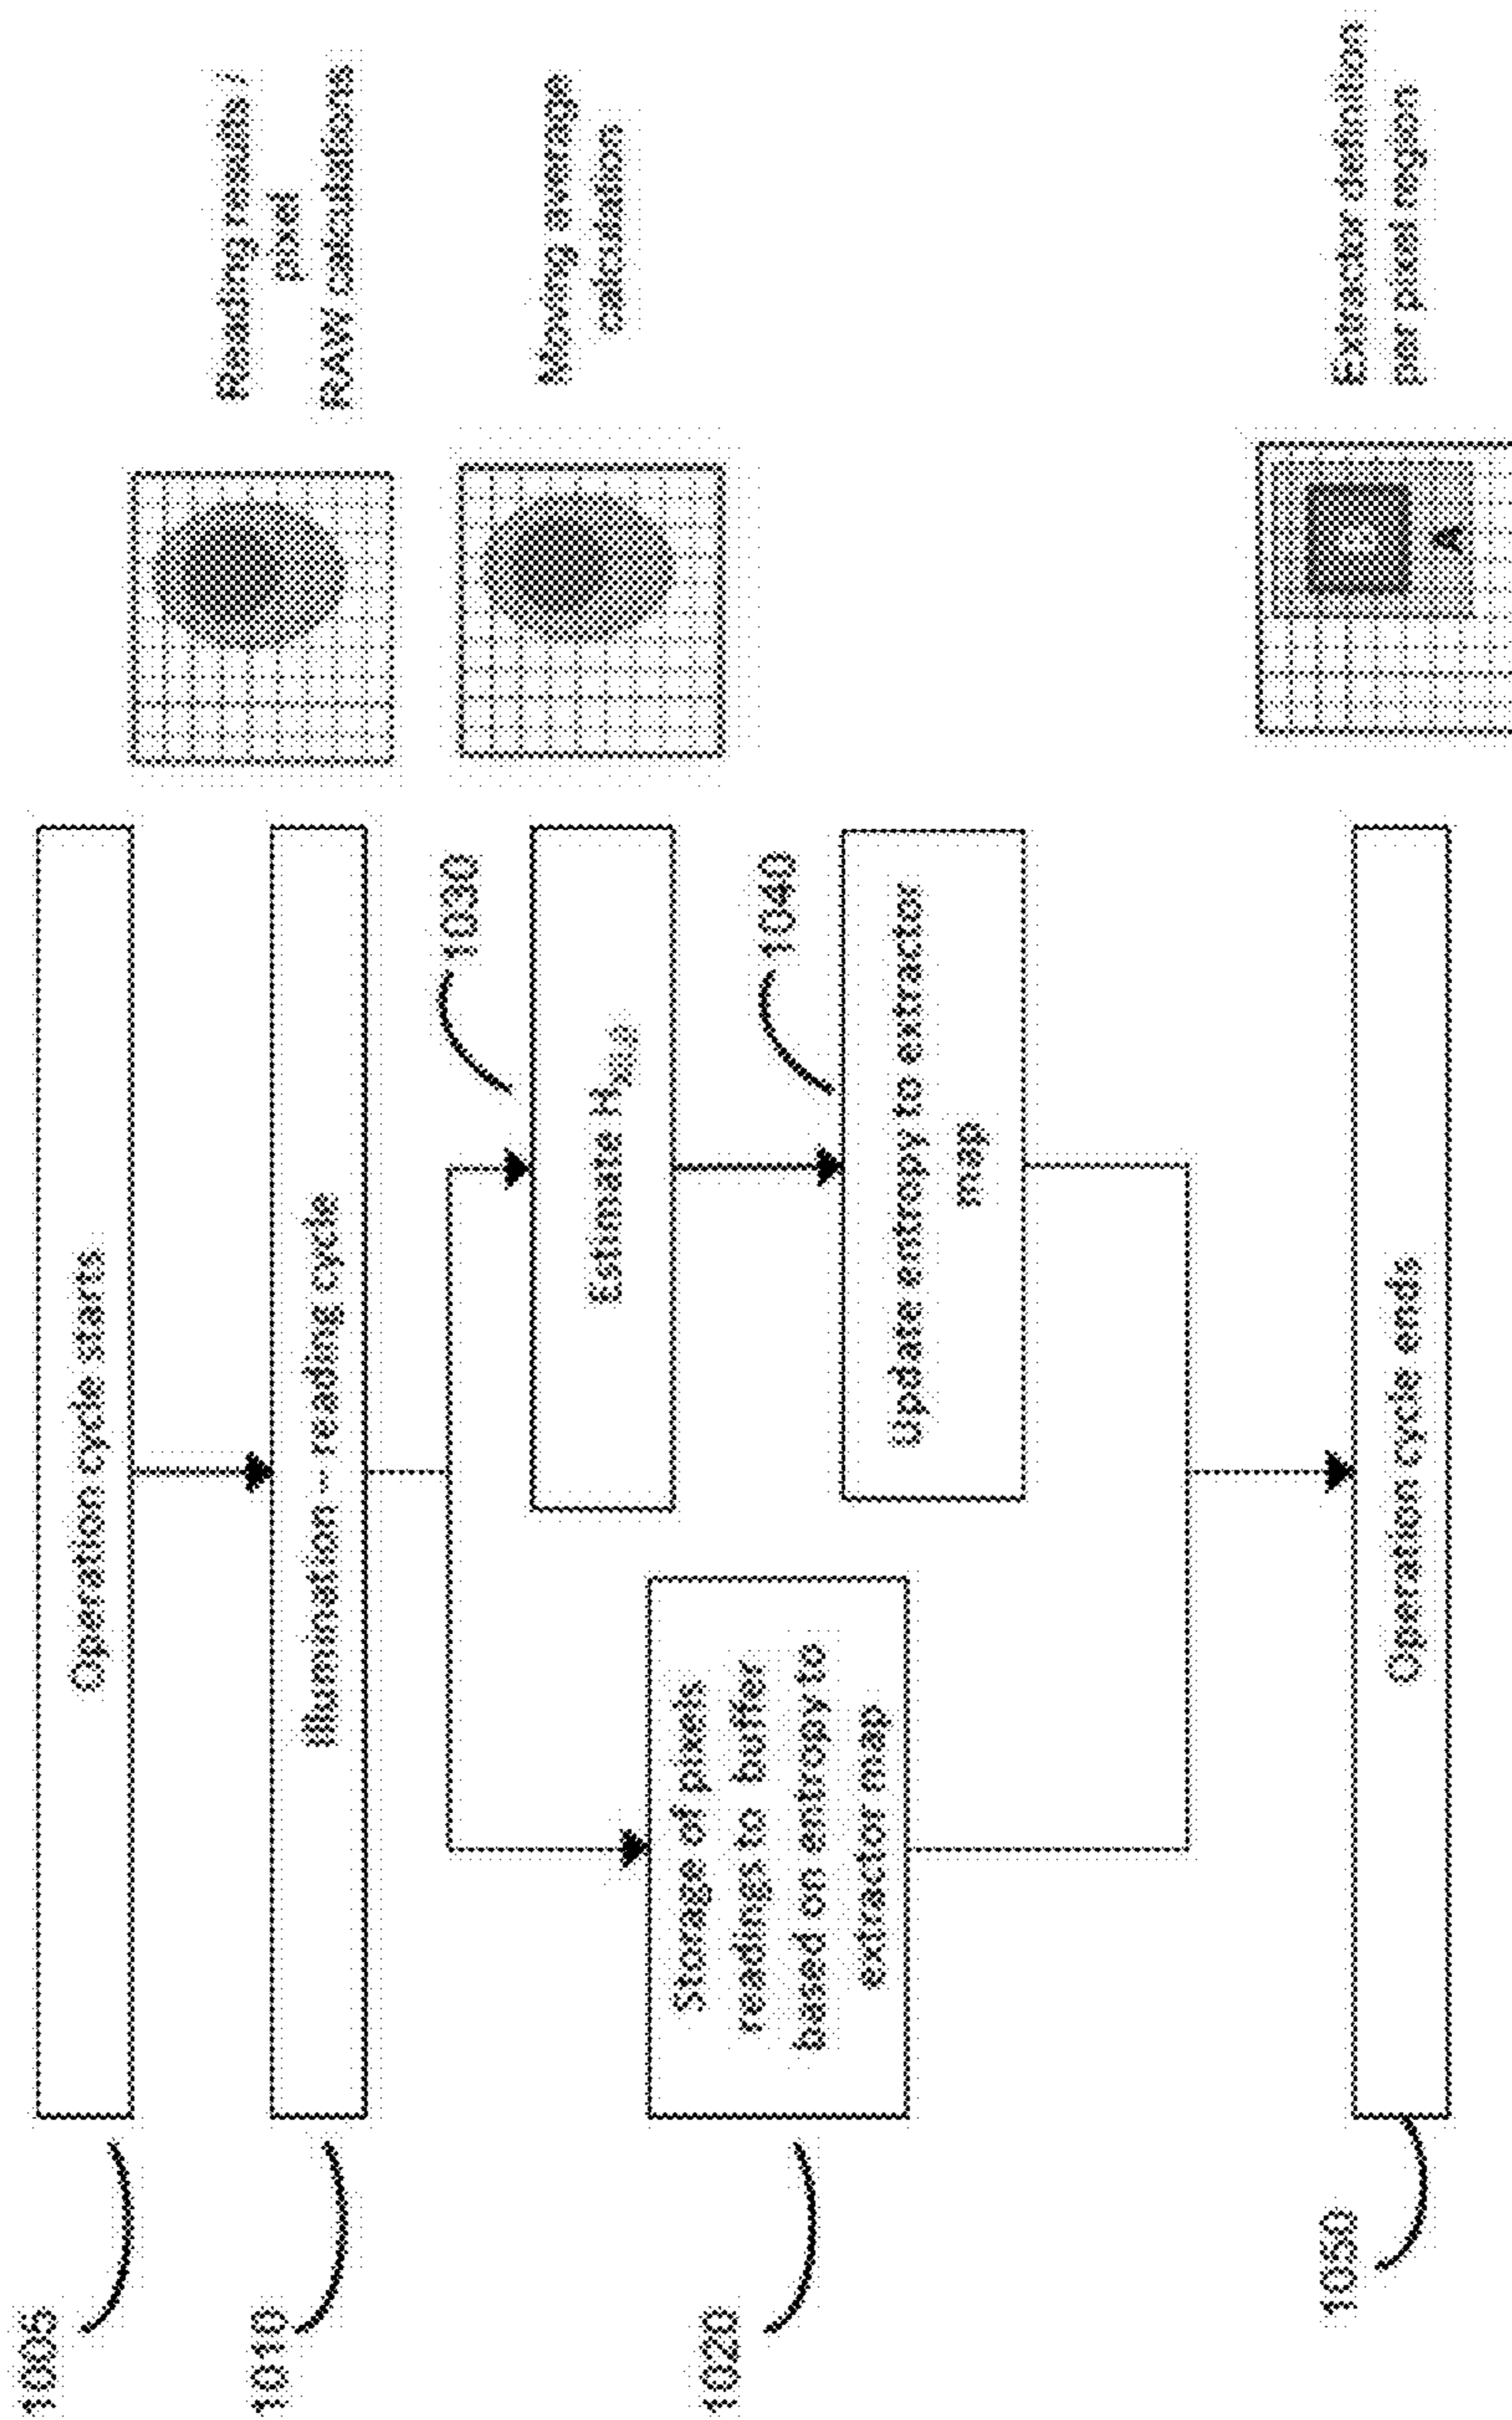 1005
Operation cycle starts
1010
Illumination – reading cycle
Reading results /
pixel
RAW calculations
1030
Estimate Hx,y
Moving average
calculation
1020
Storage of pixels
readings to buffer
based on entropy to
extractor map
1040
Update entropy to extractor
map
1050
Operation cycle ends
A
Extractor definition
per pixel region